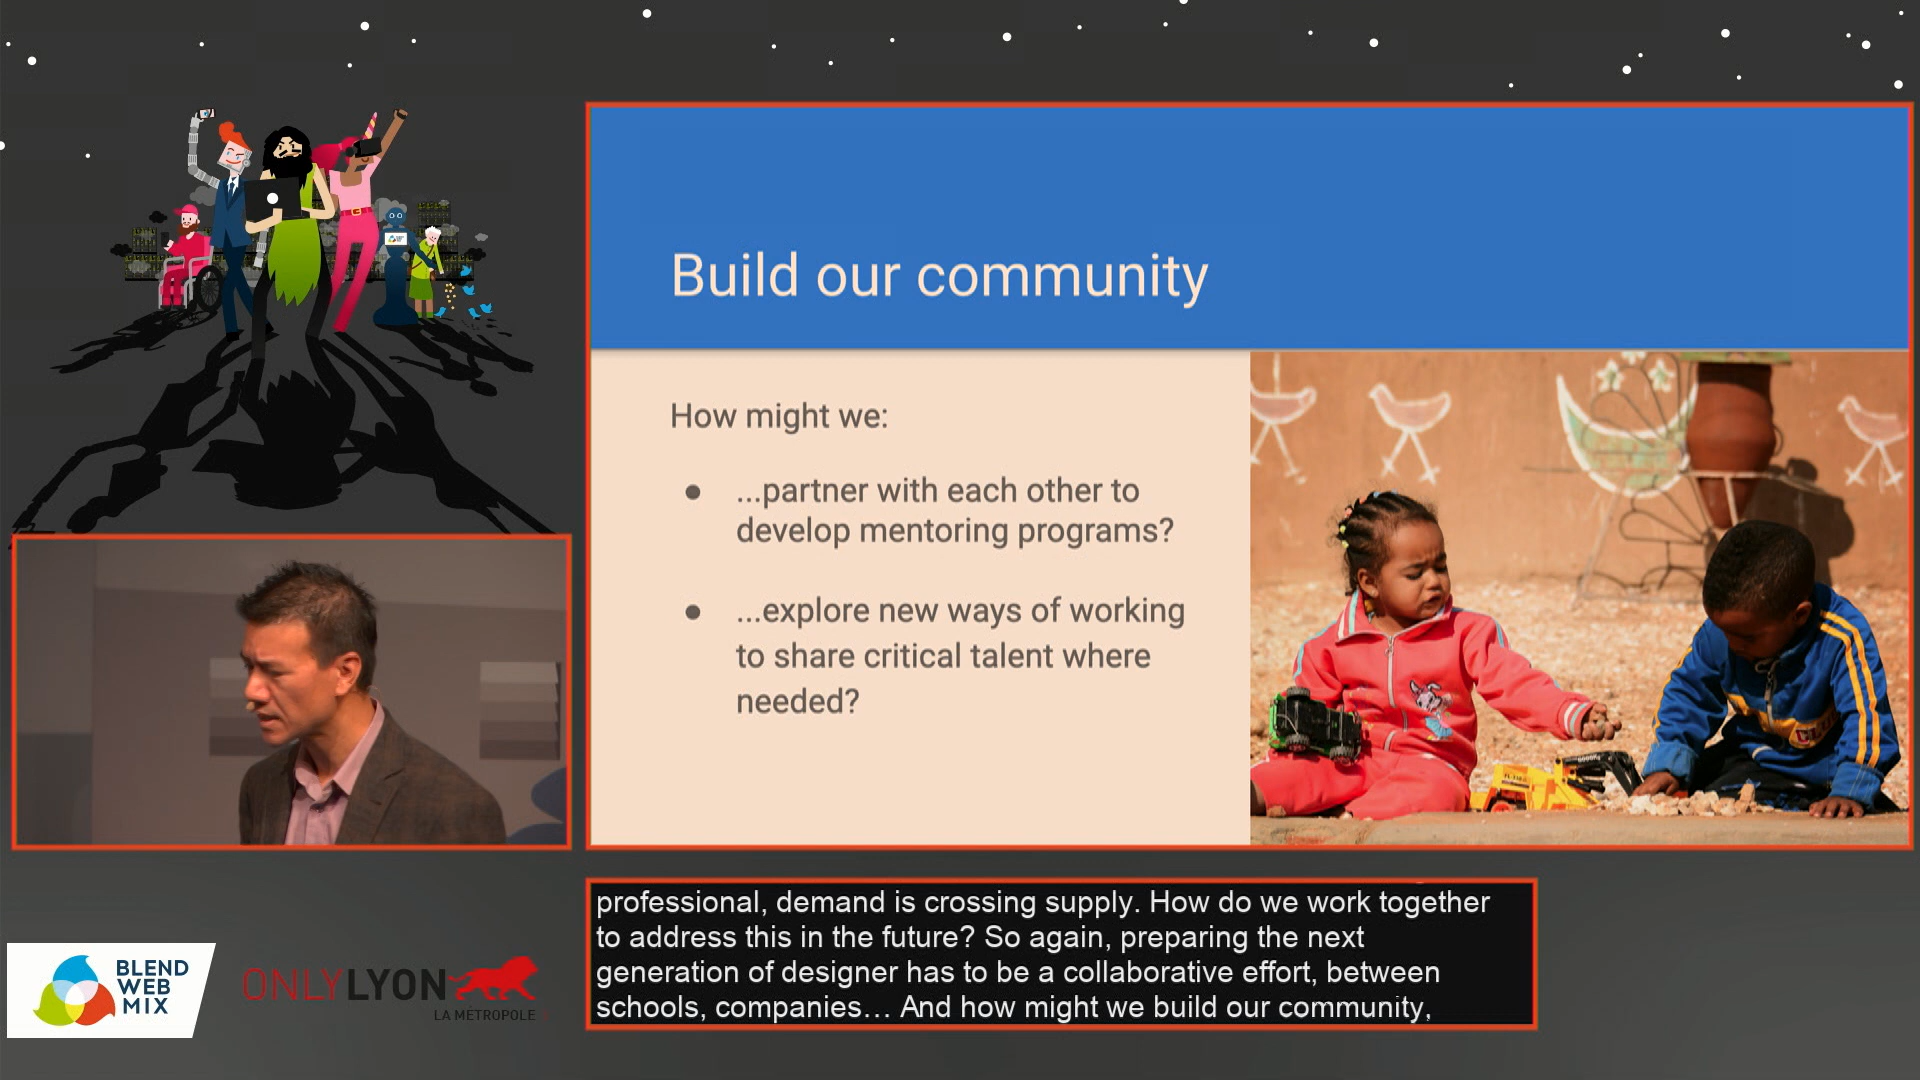 Build our community
How might we:
● ...partner with each other to
develop mentoring programs?
● ...explore new ways of working
to share critical talent where
needed?
professional, demand is crossing supply. How do we work together
to address this in the future? So again, preparing the next
generation of designer has to be a collaborative effort, between
schools, companies… And how might we build our community,
BLEND
WEB
MIX
ONLYLYON
LA MÉTROPOLE